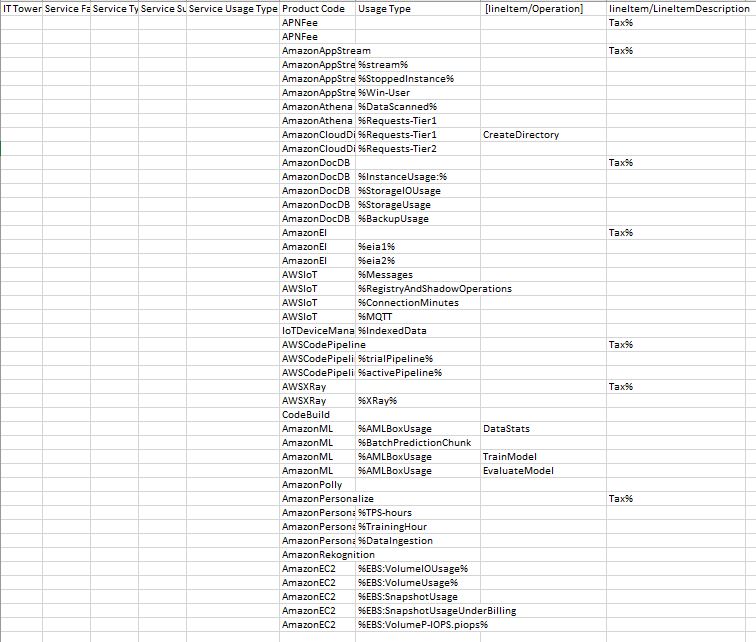 IT Tower Service Fa Service Ty Service Su Service Usage Type Product Code Usage Type [lineItem/Operation] lineItem/LineItemDescription
APNFee Tax%
APNFee
AmazonAppStream Tax%
AmazonAppStre %stream%
AmazonAppStre %StoppedInstance%
AmazonAppStre %Win-User
AmazonAthena %DataScanned%
AmazonAthena %Requests-Tier1
AmazonCloudDi %Requests-Tier1 CreateDirectory
AmazonCloudDi %Requests-Tier2
AmazonDocDB Tax%
AmazonDocDB %InstanceUsage:%
AmazonDocDB %StorageIOUsage
AmazonDocDB %StorageUsage
AmazonDocDB %BackupUsage
AmazonEI Tax%
AmazonEI %eia1%
AmazonEI %eia2%
AWSIoT %Messages
AWSIoT %RegistryAndShadowOperations
AWSIoT %ConnectionMinutes
AWSIoT %MQTT
IoTDeviceMana %IndexedData
AWSCodePipeline Tax%
AWSCodePipeli %trialPipeline%
AWSCodePipeli %activePipeline%
AWSXRay Tax%
AWSXRay %XRay%
CodeBuild
AmazonML %AMLBoxUsage DataStats
AmazonML %BatchPredictionChunk
AmazonML %AMLBoxUsage TrainModel
AmazonML %AMLBoxUsage EvaluateModel
AmazonPolly
AmazonPersonalize Tax%
AmazonPersona %TPS-hours
AmazonPersona %TrainingHour
AmazonPersona %DataIngestion
AmazonRekognition
AmazonEC2 %EBS:VolumeIOUsage%
AmazonEC2 %EBS:VolumeUsage%
AmazonEC2 %EBS:SnapshotUsage
AmazonEC2 %EBS:SnapshotUsageUnderBilling
AmazonEC2 %EBS:VolumeP-IOPS.piops%